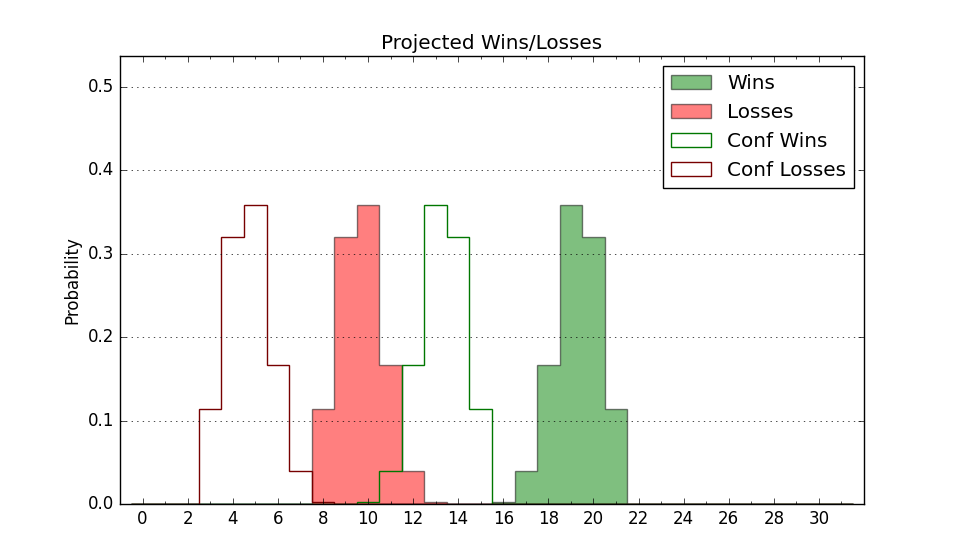 Projected Wins/Losses
Wins
Losses
Conf Wins
Conf Losses
Probability
0.5
0.4
0.3
0.2
0.1
0.0
0 2 4 6 8 10 12 14 16 18 20 22 24 26 28 30